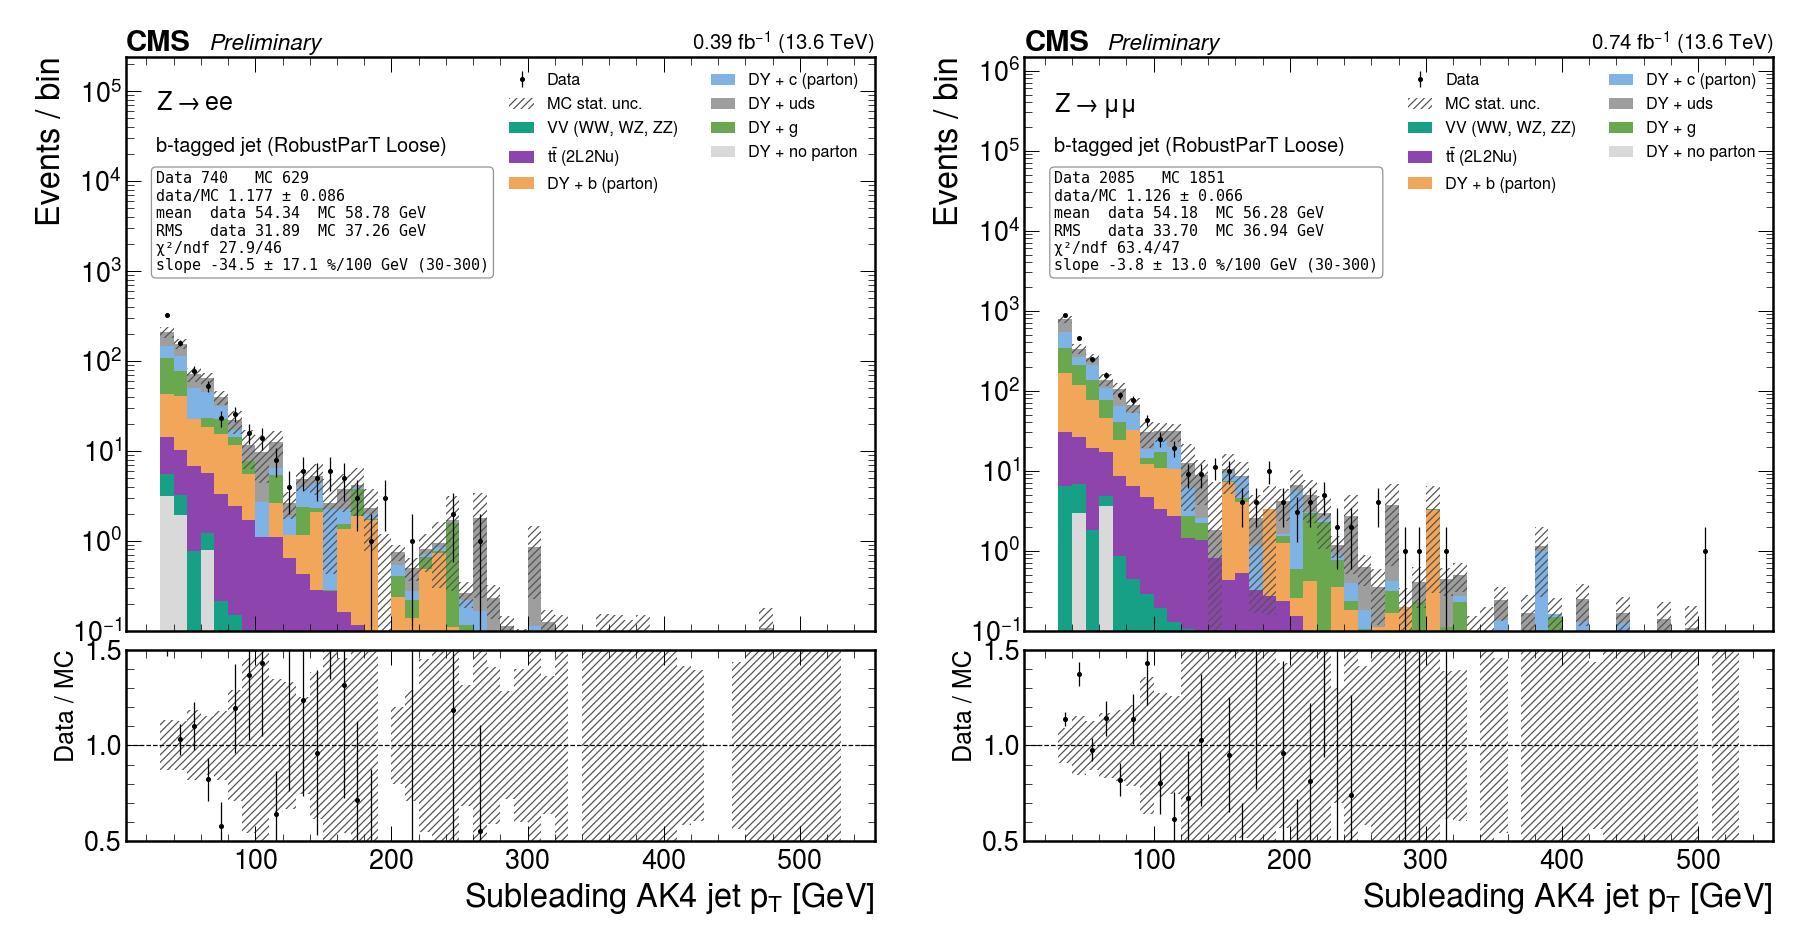 CMS Preliminary 0.39 fb⁻¹ (13.6 TeV)
Events / bin
10⁵
10⁴
10³
10²
10¹
10⁰
10⁻¹
Z → ee
b-tagged jet (RobustParT Loose)
Data 740 MC 629
data/MC 1.177 ± 0.086
mean data 54.34 MC 58.78 GeV
RMS data 31.89 MC 37.26 GeV
χ²/ndf 27.9/46
slope -34.5 ± 17.1 %/100 GeV (30-300)
Data
MC stat. unc.
VV (WW, WZ, ZZ)
tt̄ (2L2Nu)
DY + b (parton)
DY + c (parton)
DY + uds
DY + g
DY + no parton
Data / MC
1.5
1.0
0.5
100 200 300 400 500
Subleading AK4 jet p_T [GeV]
CMS Preliminary 0.74 fb⁻¹ (13.6 TeV)
Events / bin
10⁶
10⁵
10⁴
10³
10²
10¹
10⁰
10⁻¹
Z → μμ
b-tagged jet (RobustParT Loose)
Data 2085 MC 1851
data/MC 1.126 ± 0.066
mean data 54.18 MC 56.28 GeV
RMS data 33.70 MC 36.94 GeV
χ²/ndf 63.4/47
slope -3.8 ± 13.0 %/100 GeV (30-300)
Data
MC stat. unc.
VV (WW, WZ, ZZ)
tt̄ (2L2Nu)
DY + b (parton)
DY + c (parton)
DY + uds
DY + g
DY + no parton
Data / MC
1.5
1.0
0.5
100 200 300 400 500
Subleading AK4 jet p_T [GeV]